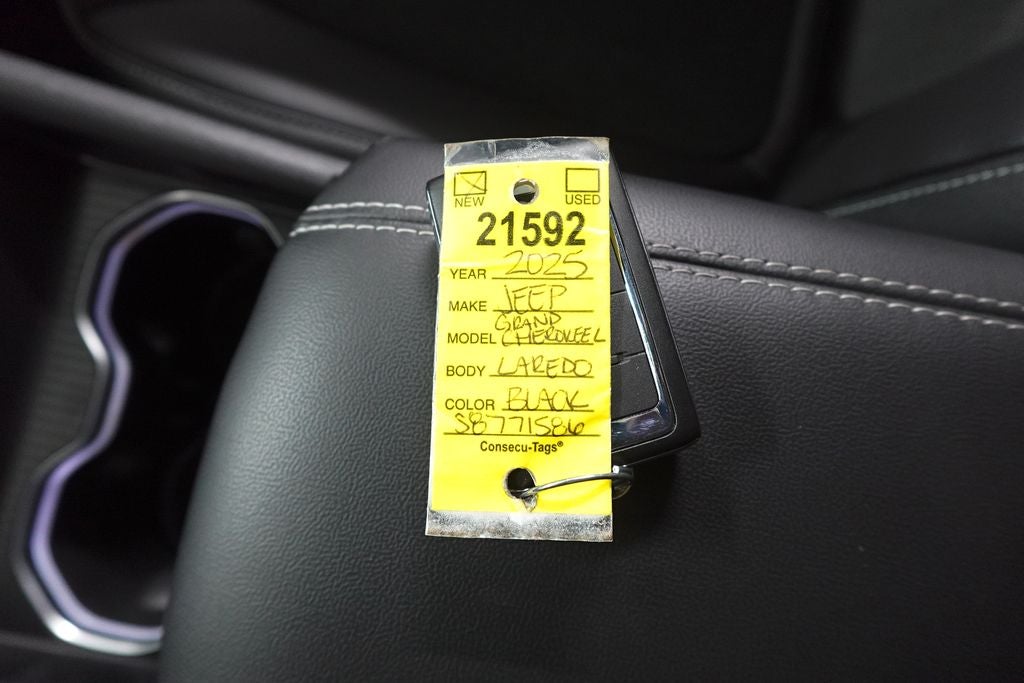 NEW USED
21592
YEAR 2025
MAKE JEEP
MODEL GRAND CHEROKEE L
BODY LAREDO
COLOR BLACK
S8771586
Consecu-Tags®